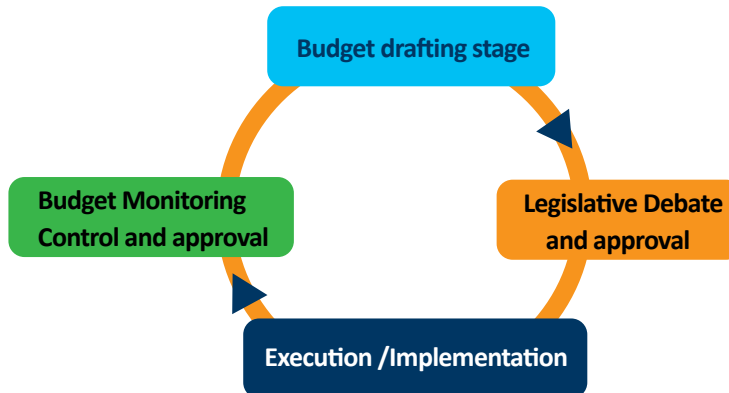 Budget drafting stage
Legislative Debate
and approval
Execution /Implementation
Budget Monitoring
Control and approval